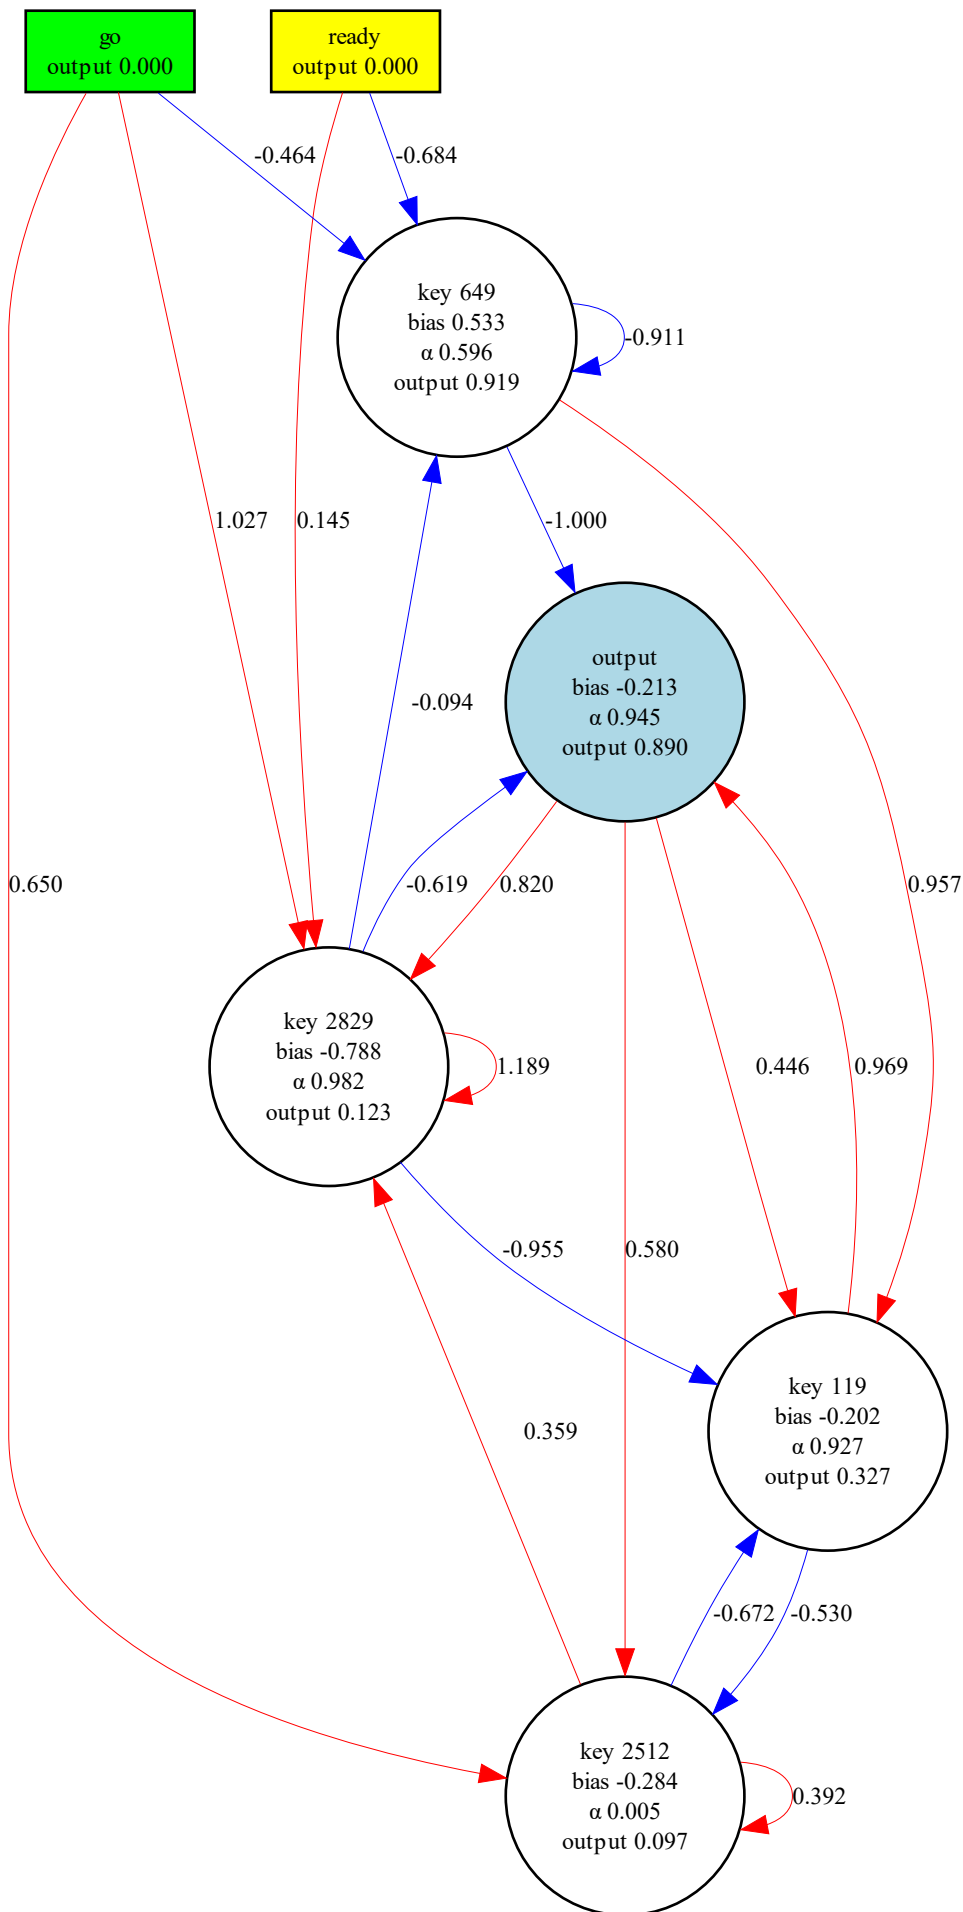 go
output 0.000
ready
output 0.000
-0.464
-0.684
key 649
bias 0.533
α 0.596
output 0.919
-0.911
1.027
0.145
-1.000
output
bias -0.213
α 0.945
output 0.890
-0.094
0.650
-0.619
0.820
0.957
key 2829
bias -0.788
α 0.982
output 0.123
1.189
0.446
0.969
-0.955
0.580
key 119
bias -0.202
α 0.927
output 0.327
0.359
-0.672
-0.530
key 2512
bias -0.284
α 0.005
output 0.097
0.392